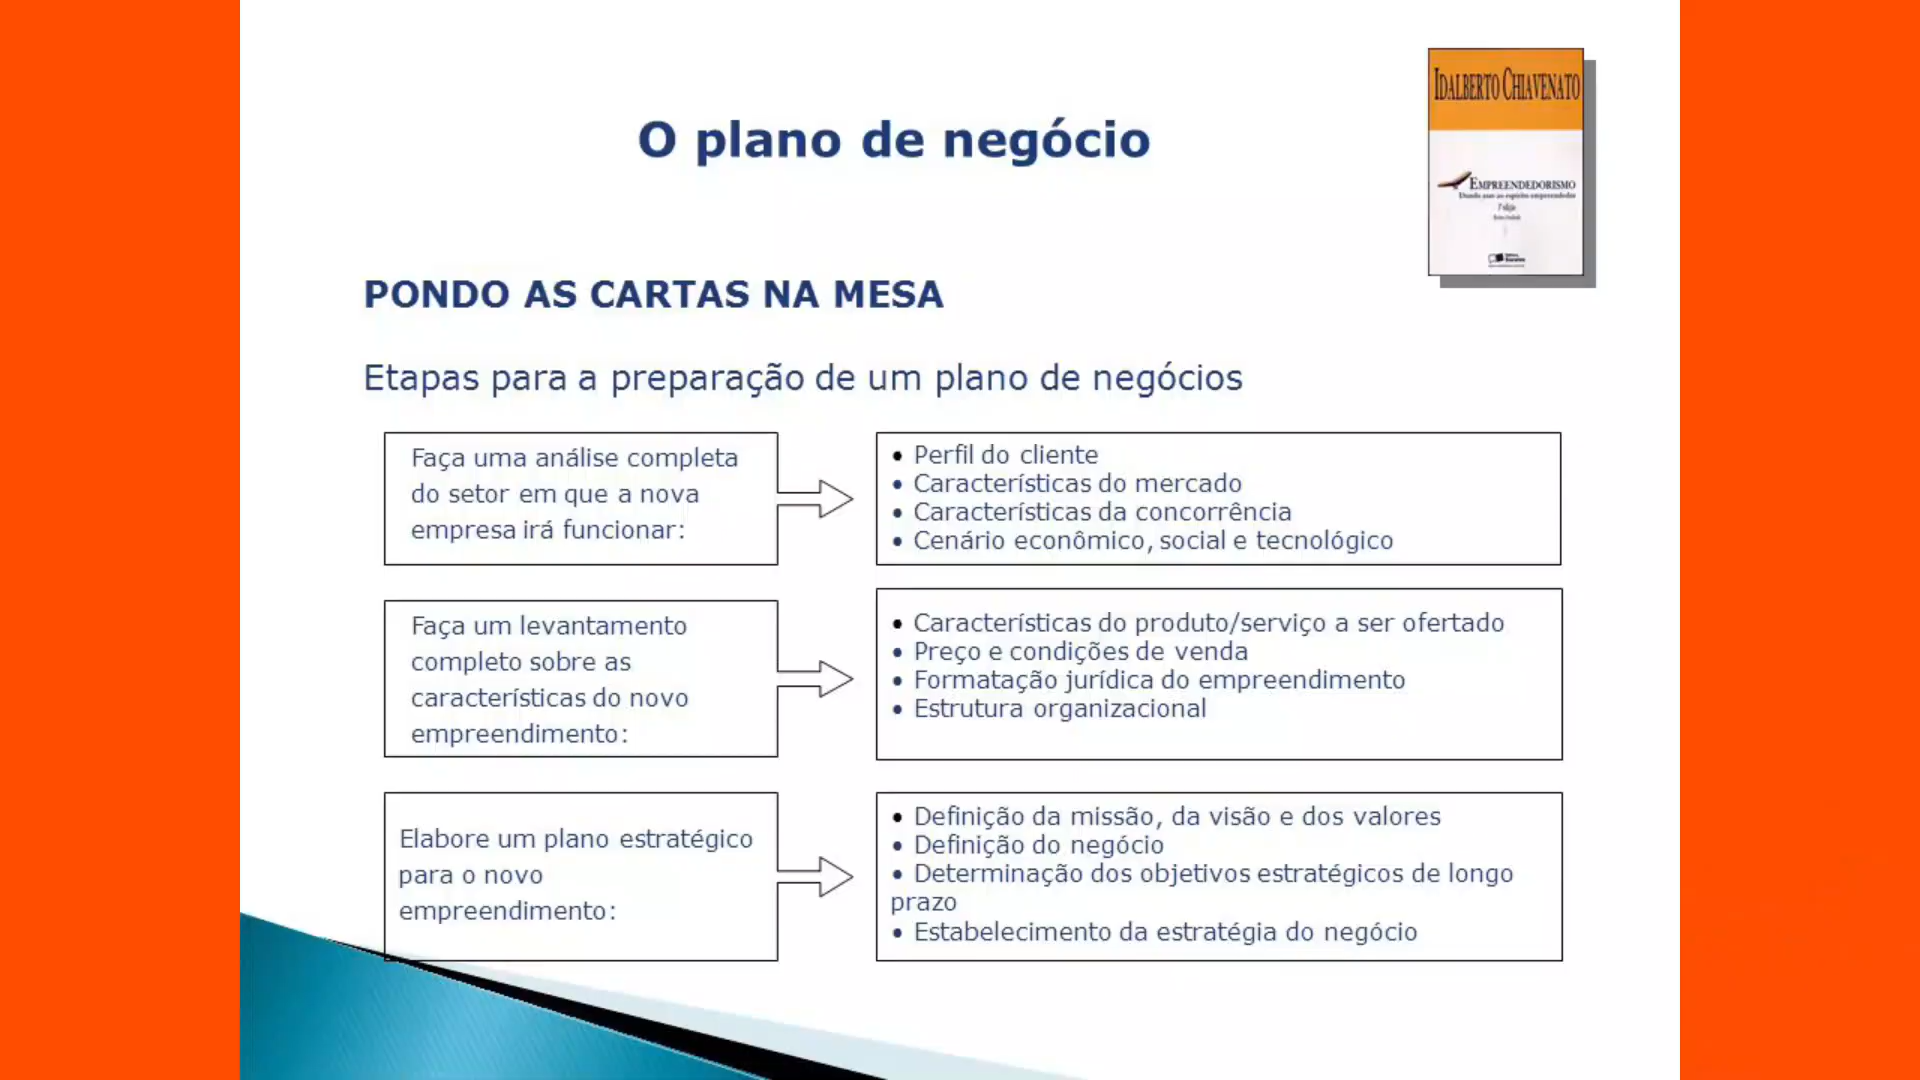 O plano de negócio
IDALBERTO CHIAVENATO
EMPREENDEDORISMO
Dando asas ao espírito empreendedor
PONDO AS CARTAS NA MESA
Etapas para a preparação de um plano de negócios
Faça uma análise completa
do setor em que a nova
empresa irá funcionar:
• Perfil do cliente
• Características do mercado
• Características da concorrência
• Cenário econômico, social e tecnológico
Faça um levantamento
completo sobre as
características do novo
empreendimento:
• Características do produto/serviço a ser ofertado
• Preço e condições de venda
• Formatação jurídica do empreendimento
• Estrutura organizacional
Elabore um plano estratégico
para o novo
empreendimento:
• Definição da missão, da visão e dos valores
• Definição do negócio
• Determinação dos objetivos estratégicos de longo
prazo
• Estabelecimento da estratégia do negócio